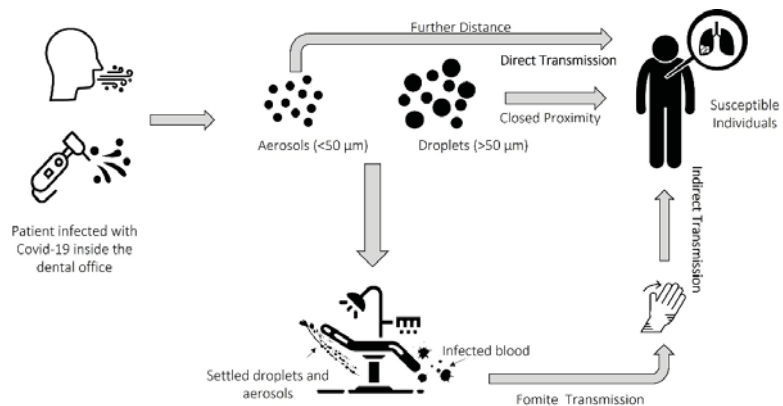 Further Distance
Direct Transmission
Aerosols (<50 µm)
Droplets (>50 µm)
Closed Proximity
Susceptible
Individuals
Patient infected with
Covid-19 inside the
dental office
Indirect Transmission
Settled droplets and
aerosols
Infected blood
Fomite Transmission